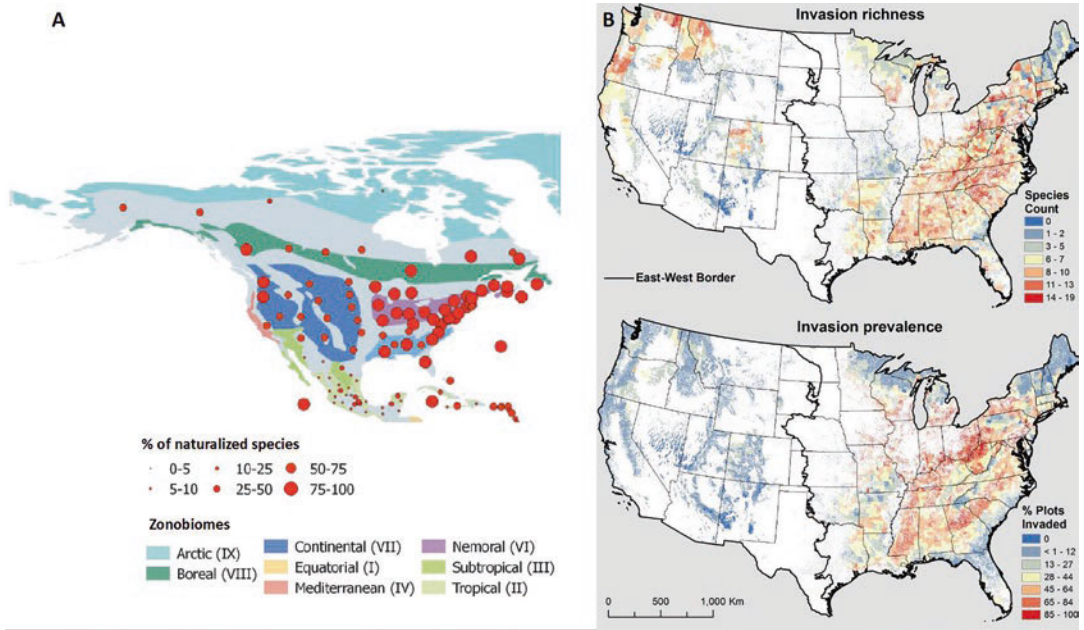 A
% of naturalized species
0-5
10-25
50-75
5-10
25-50
75-100
Zonobiomes
Arctic (IX)
Continental (VII)
Nemoral (VI)
Boreal (VIII)
Equatorial (I)
Subtropical (III)
Mediterranean (IV)
Tropical (II)
B
Invasion richness
Species
Count
0
1 - 2
3 - 5
6 - 7
8 - 10
11 - 13
14 - 19
East-West Border
Invasion prevalence
% Plots
Invaded
0
< 1 - 12
13 - 27
28 - 44
45 - 64
65 - 84
85 - 100
0 500 1,000 Km